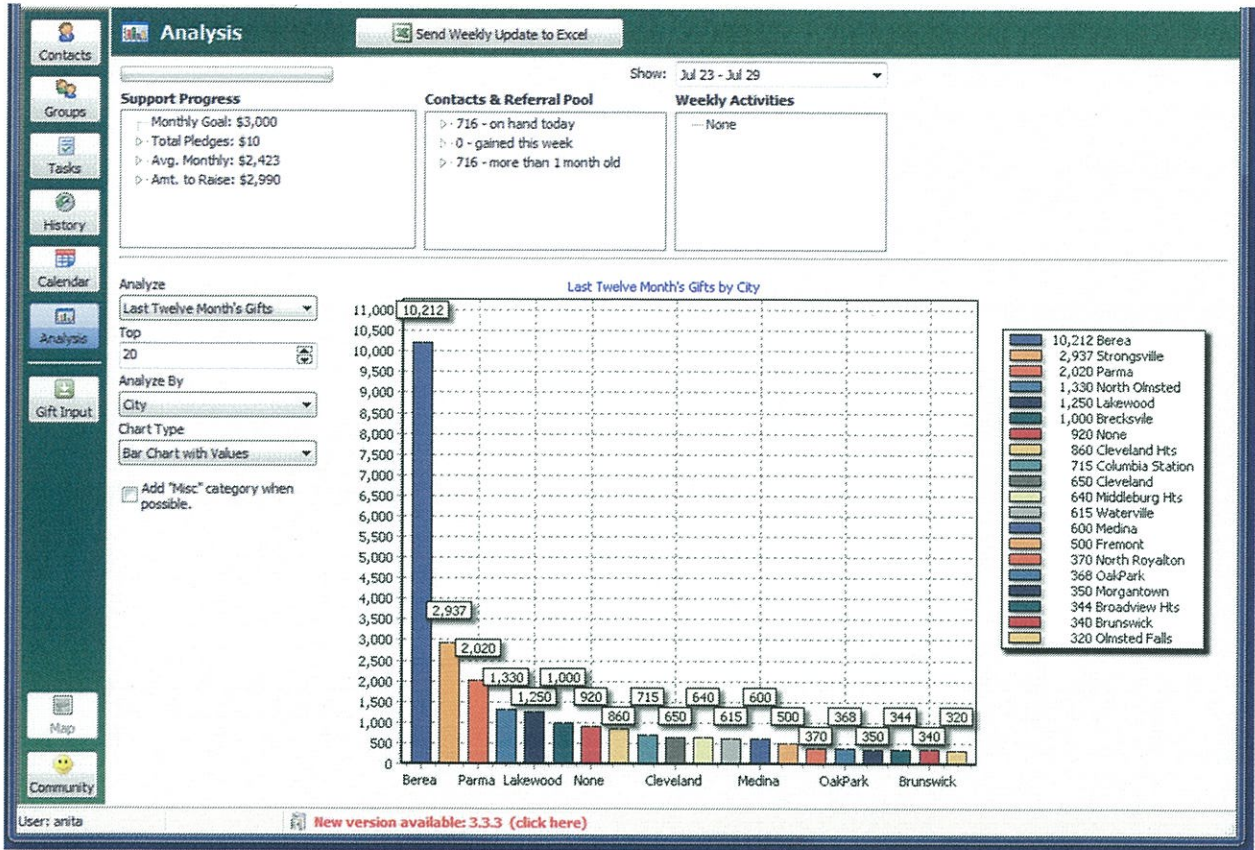 Analysis
Send Weekly Update to Excel
Contacts
Groups
Tasks
History
Calendar
Analysis
Gift Input
Map
Community
Show: Jul 23 - Jul 29
Support Progress
Monthly Goal: $3,000
Total Pledges: $10
Avg. Monthly: $2,423
Amt. to Raise: $2,990
Contacts & Referral Pool
716 - on hand today
0 - gained this week
716 - more than 1 month old
Weekly Activities
None
Analyze
Last Twelve Month's Gifts
Top
20
Analyze By
City
Chart Type
Bar Chart with Values
Add "Misc" category when
possible.
Last Twelve Month's Gifts by City
11,000
10,500
10,000
9,500
9,000
8,500
8,000
7,500
7,000
6,500
6,000
5,500
5,000
4,500
4,000
3,500
3,000
2,500
2,000
1,500
1,000
500
0
10,212
2,937
2,020
1,330
1,250
1,000
920
860
715
650
640
615
600
500
370
368
350
344
340
320
Berea Parma Lakewood None Cleveland Medina OakPark Brunswick
10,212 Berea
2,937 Strongsville
2,020 Parma
1,330 North Olmsted
1,250 Lakewood
1,000 Brecksvile
920 None
860 Cleveland Hts
715 Columbia Station
650 Cleveland
640 Middleburg Hts
615 Waterville
600 Medina
500 Fremont
370 North Royalton
368 OakPark
350 Morgantown
344 Broadview Hts
340 Brunswick
320 Olmsted Falls
User: anita
New version available: 3.3.3 (click here)